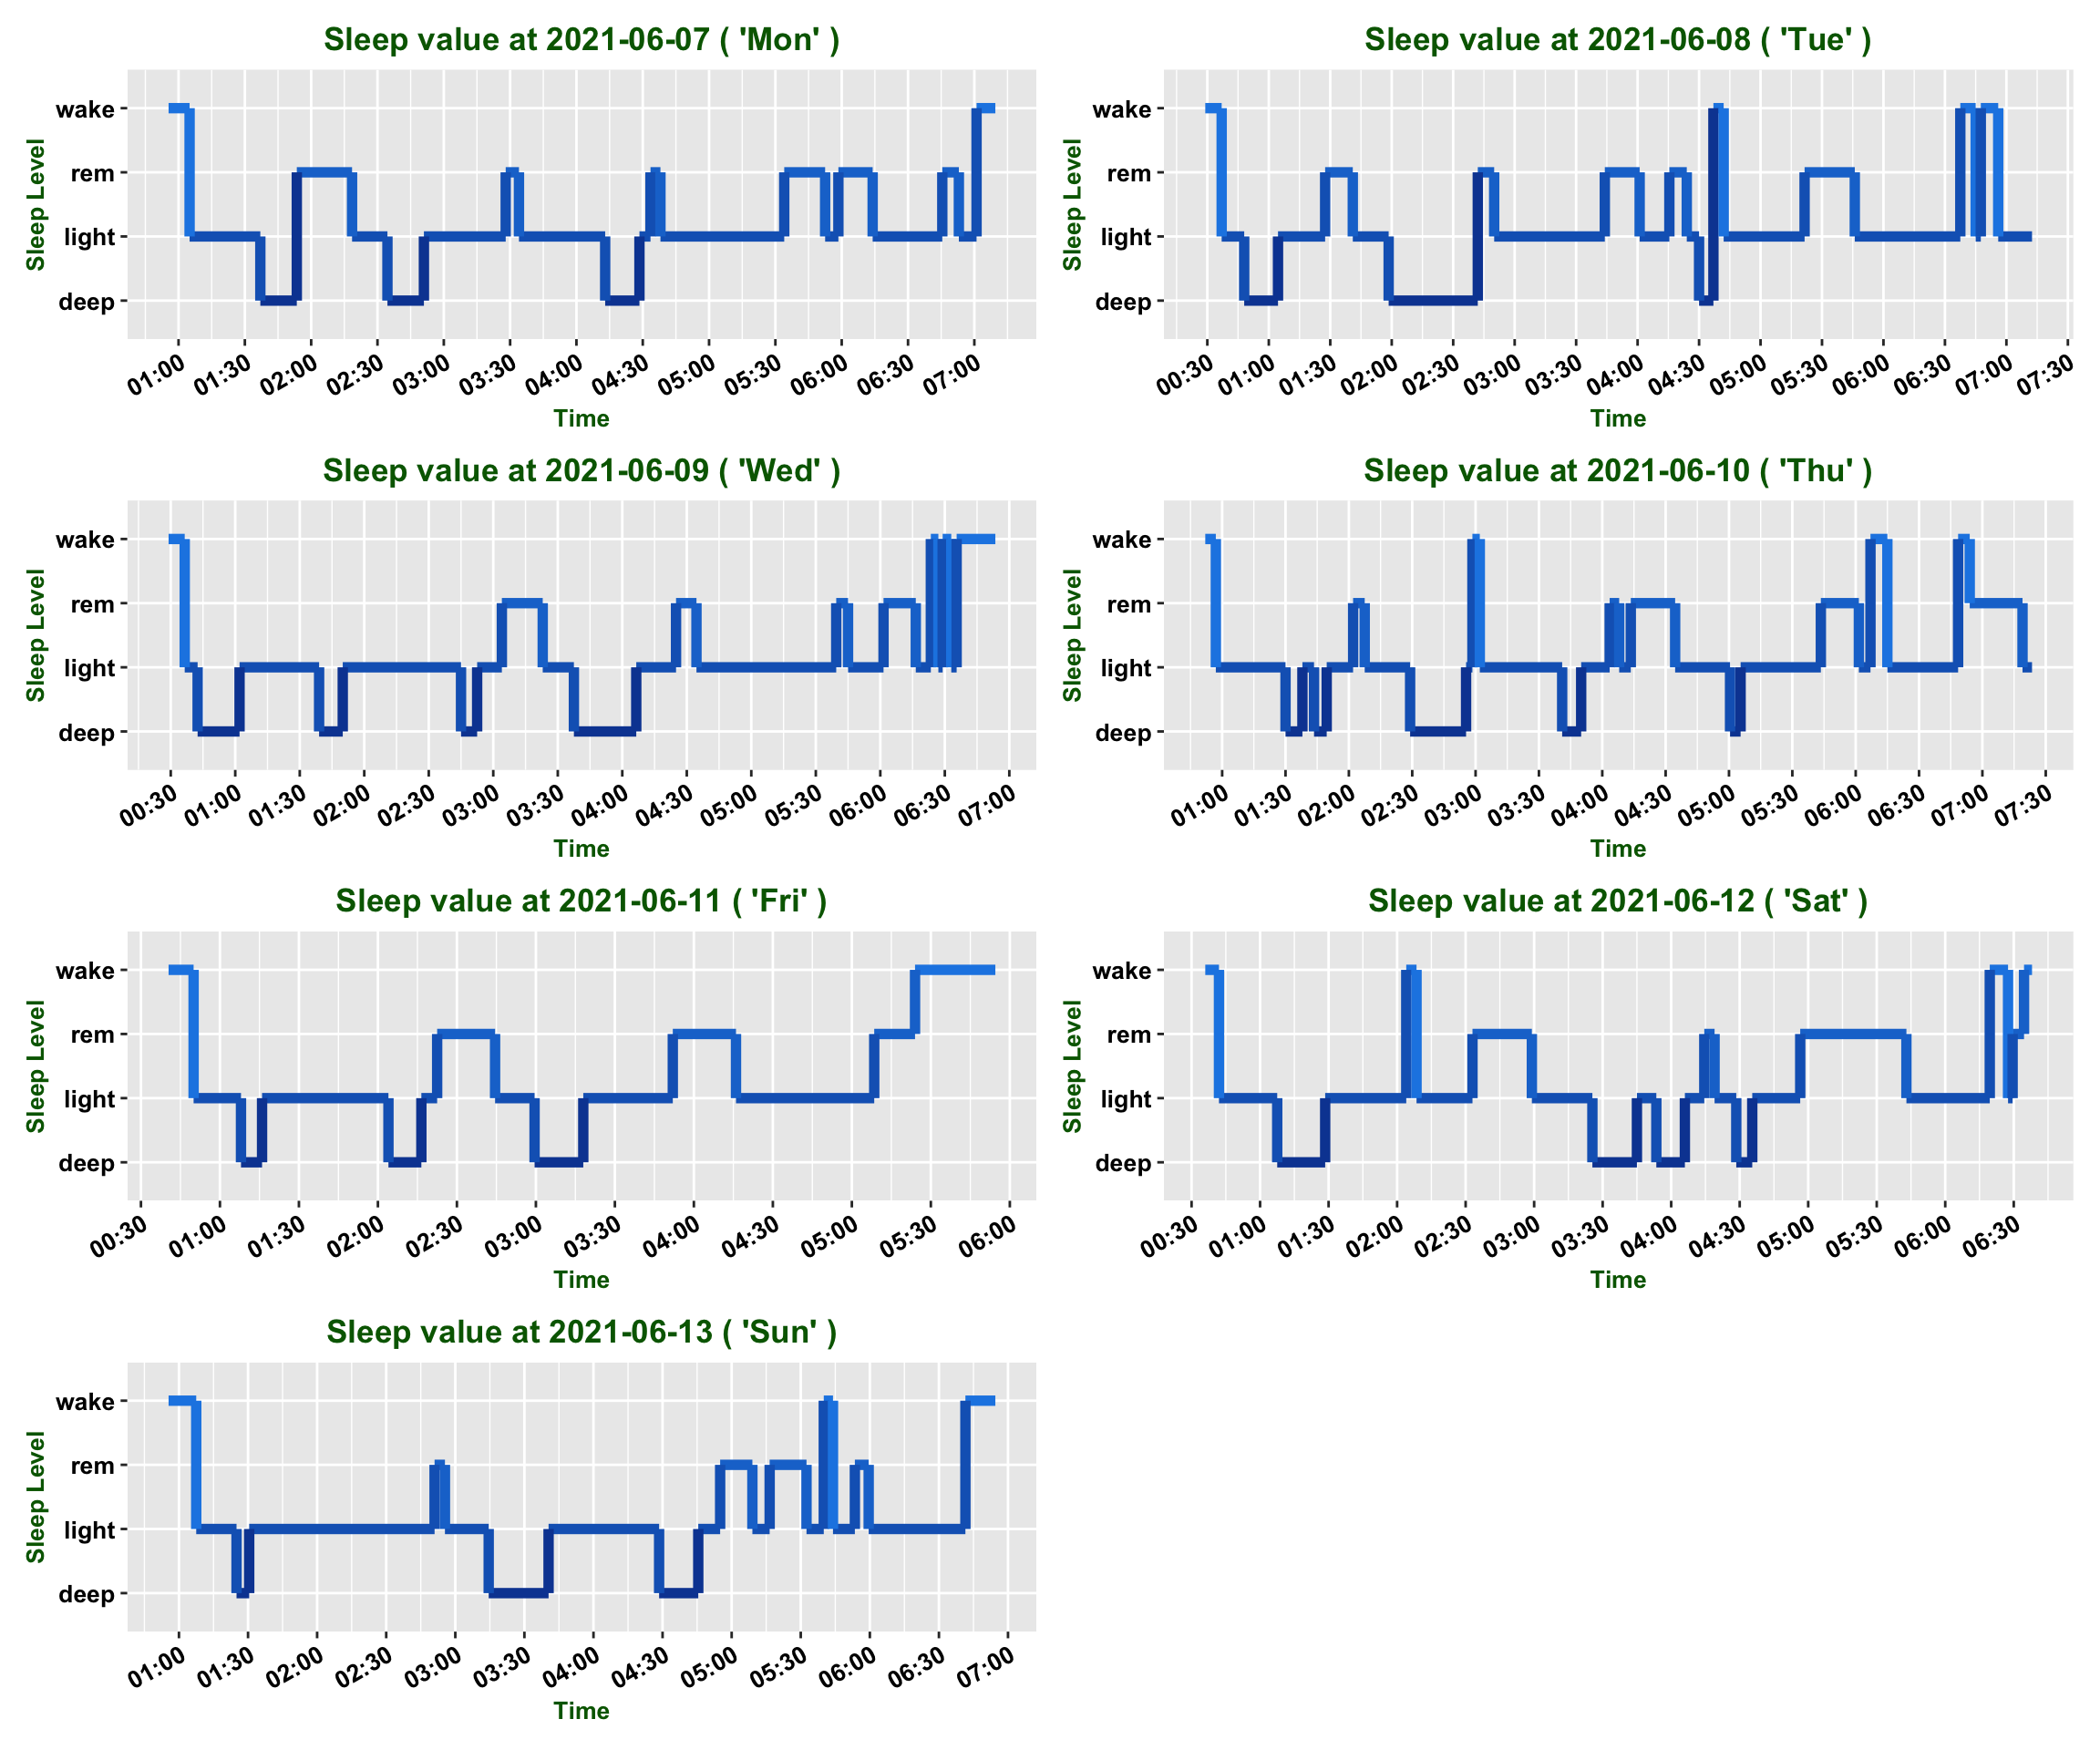 Sleep value at 2021-06-07 ( 'Mon' )
Sleep Level
wake
rem
light
deep
01:00 01:30 02:00 02:30 03:00 03:30 04:00 04:30 05:00 05:30 06:00 06:30 07:00
Time
Sleep value at 2021-06-08 ( 'Tue' )
Sleep Level
wake
rem
light
deep
00:30 01:00 01:30 02:00 02:30 03:00 03:30 04:00 04:30 05:00 05:30 06:00 06:30 07:00 07:30
Time
Sleep value at 2021-06-09 ( 'Wed' )
Sleep Level
wake
rem
light
deep
00:30 01:00 01:30 02:00 02:30 03:00 03:30 04:00 04:30 05:00 05:30 06:00 06:30 07:00
Time
Sleep value at 2021-06-10 ( 'Thu' )
Sleep Level
wake
rem
light
deep
01:00 01:30 02:00 02:30 03:00 03:30 04:00 04:30 05:00 05:30 06:00 06:30 07:00 07:30
Time
Sleep value at 2021-06-11 ( 'Fri' )
Sleep Level
wake
rem
light
deep
00:30 01:00 01:30 02:00 02:30 03:00 03:30 04:00 04:30 05:00 05:30 06:00
Time
Sleep value at 2021-06-12 ( 'Sat' )
Sleep Level
wake
rem
light
deep
00:30 01:00 01:30 02:00 02:30 03:00 03:30 04:00 04:30 05:00 05:30 06:00 06:30
Time
Sleep value at 2021-06-13 ( 'Sun' )
Sleep Level
wake
rem
light
deep
01:00 01:30 02:00 02:30 03:00 03:30 04:00 04:30 05:00 05:30 06:00 06:30 07:00
Time